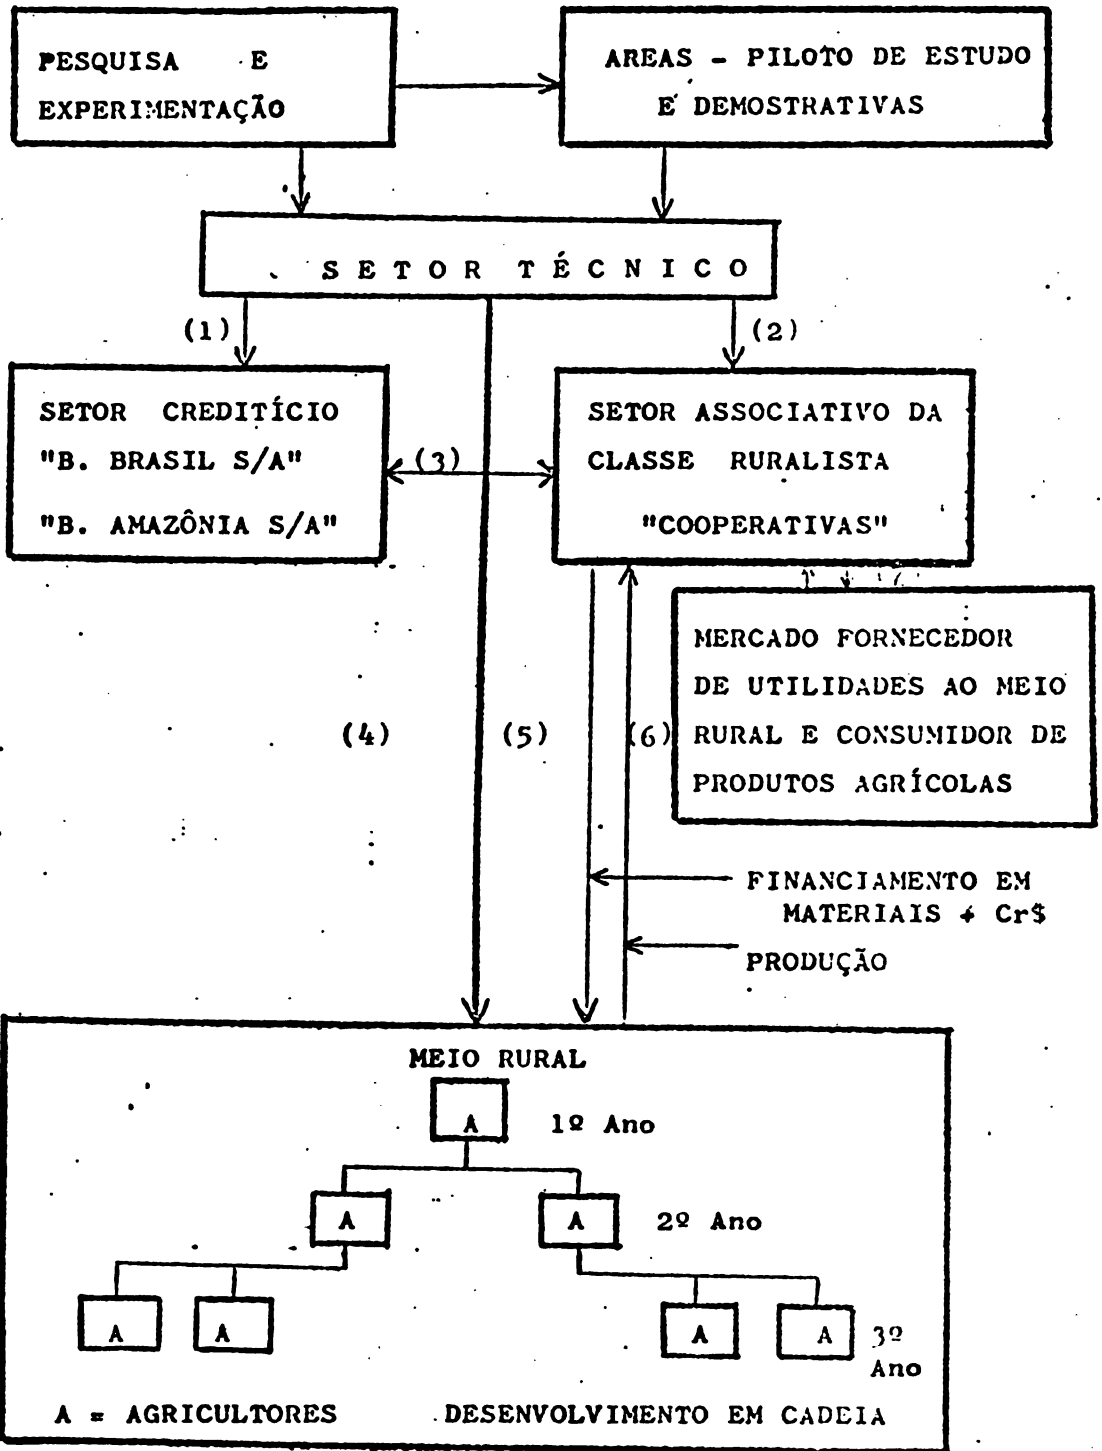 PESQUISA E
EXPERIMENTAÇÃO
AREAS - PILOTO DE ESTUDO
E DEMOSTRATIVAS
SETOR TÉCNICO
(1)
(2)
SETOR CREDITÍCIO
"B. BRASIL S/A"
"B. AMAZÔNIA S/A"
(3)
SETOR ASSOCIATIVO DA
CLASSE RURALISTA
"COOPERATIVAS"
MERCADO FORNECEDOR
DE UTILIDADES AO MEIO
RURAL E CONSUMIDOR DE
PRODUTOS AGRÍCOLAS
(4)
(5)
(6)
FINANCIAMENTO EM
MATERIAIS + Cr$
PRODUÇÃO
MEIO RURAL
A 1º Ano
A A 2º Ano
A A A A 3º
Ano
A = AGRICULTORES DESENVOLVIMENTO EM CADEIA